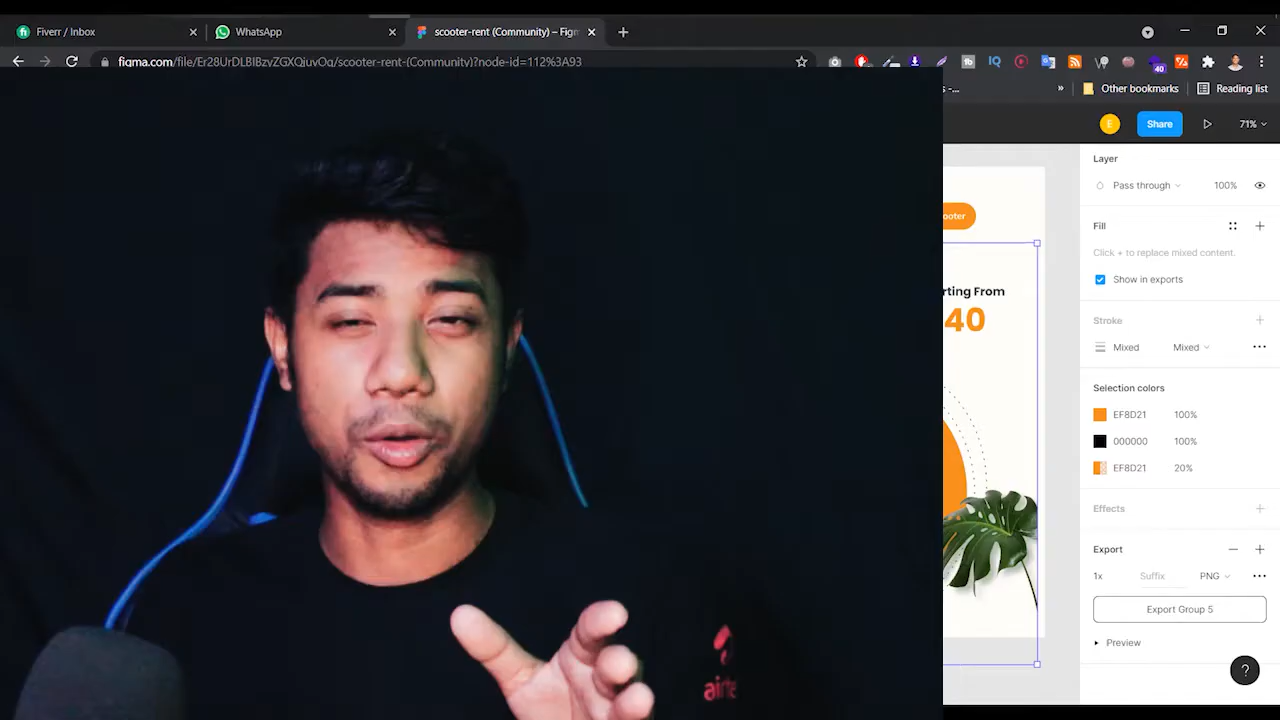 Fiverr / Inbox
WhatsApp
scooter-rent (Community) – Figm
figma.com/file/Er28UrDLBIBzyZGXQiuyOg/scooter-rent-(Community)?node-id=112%3A93
40
s -...
»
Other bookmarks
Reading list
E
Share
71%
Layer
Pass through
100%
ooter
Fill
Click + to replace mixed content.
Show in exports
rting From
40
Stroke
Mixed
Mixed
Selection colors
EF8D21
100%
000000
100%
EF8D21
20%
Effects
Export
1x
Suffix
PNG
Export Group 5
Preview
?
airte